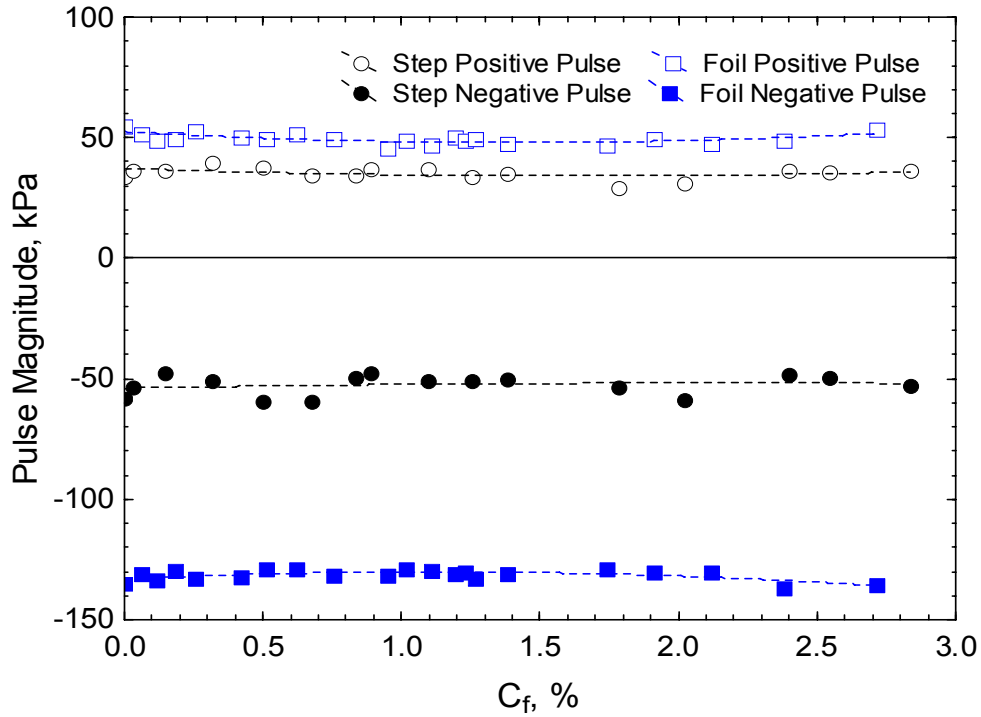 100
Step Positive Pulse Foil Positive Pulse
Step Negative Pulse Foil Negative Pulse
50
0
-50
-100
-150
Pulse Magnitude, kPa
0.0 0.5 1.0 1.5 2.0 2.5 3.0
Cf, %